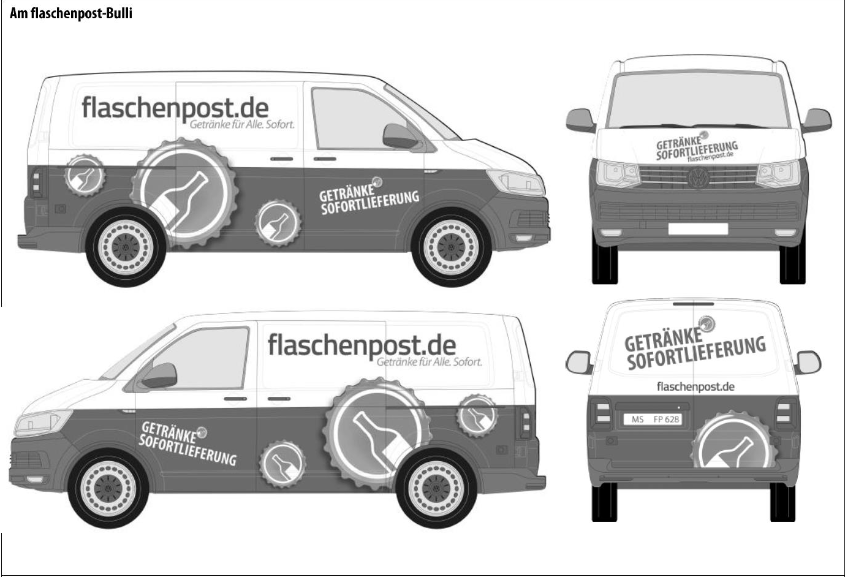 Am flaschenpost-Bulli
flaschenpost.de
Getränke für Alle. Sofort.
GETRÄNKE
SOFORTLIEFERUNG
GETRÄNKE
SOFORTLIEFERUNG
flaschenpost.de
flaschenpost.de
Getränke für Alle. Sofort.
GETRÄNKE
SOFORTLIEFERUNG
GETRÄNKE
SOFORTLIEFERUNG
flaschenpost.de
MS FP 628